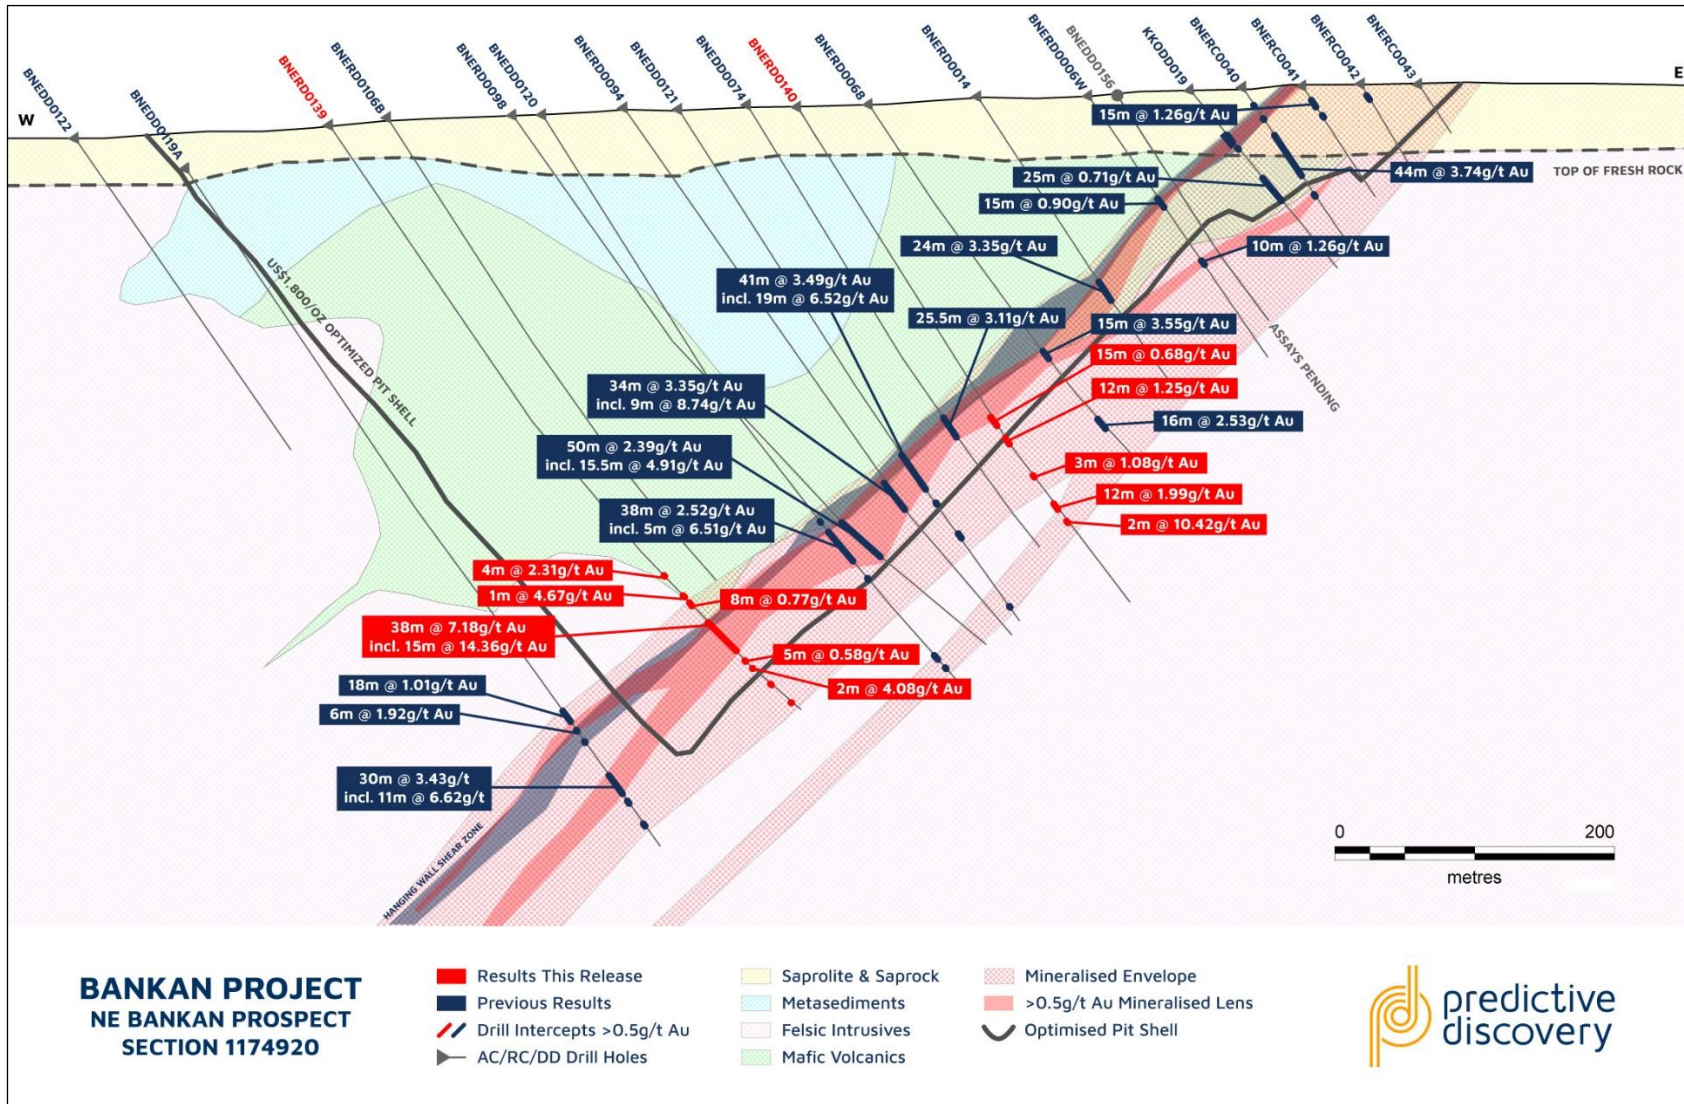 W
E
BNEDD0122
BNEDD0119A
BNERD0139
BNERD0106B
BNERD0098
BNEDD0120
BNERD0094
BNEDD0121
BNEDD0074
BNERD0140
BNERD0068
BNERD0014
BNERD0006W
BNEDD0156
KKODD019
BNERC0040
BNERC0041
BNERC0042
BNERC0043
15m @ 1.26g/t Au
44m @ 3.74g/t Au
TOP OF FRESH ROCK
25m @ 0.71g/t Au
15m @ 0.90g/t Au
24m @ 3.35g/t Au
10m @ 1.26g/t Au
41m @ 3.49g/t Au
incl. 19m @ 6.52g/t Au
25.5m @ 3.11g/t Au
15m @ 3.55g/t Au
15m @ 0.68g/t Au
12m @ 1.25g/t Au
ASSAYS PENDING
US$1,800/OZ OPTIMIZED PIT SHELL
34m @ 3.35g/t Au
incl. 9m @ 8.74g/t Au
16m @ 2.53g/t Au
50m @ 2.39g/t Au
incl. 15.5m @ 4.91g/t Au
3m @ 1.08g/t Au
12m @ 1.99g/t Au
2m @ 10.42g/t Au
38m @ 2.52g/t Au
incl. 5m @ 6.51g/t Au
4m @ 2.31g/t Au
1m @ 4.67g/t Au
8m @ 0.77g/t Au
38m @ 7.18g/t Au
incl. 15m @ 14.36g/t Au
5m @ 0.58g/t Au
2m @ 4.08g/t Au
18m @ 1.01g/t Au
6m @ 1.92g/t Au
30m @ 3.43g/t
incl. 11m @ 6.62g/t
HANGING WALL SHEAR ZONE
0 200
metres
BANKAN PROJECT
NE BANKAN PROSPECT
SECTION 1174920
Results This Release
Previous Results
Drill Intercepts >0.5g/t Au
AC/RC/DD Drill Holes
Saprolite & Saprock
Metasediments
Felsic Intrusives
Mafic Volcanics
Mineralised Envelope
>0.5g/t Au Mineralised Lens
Optimised Pit Shell
predictive
discovery